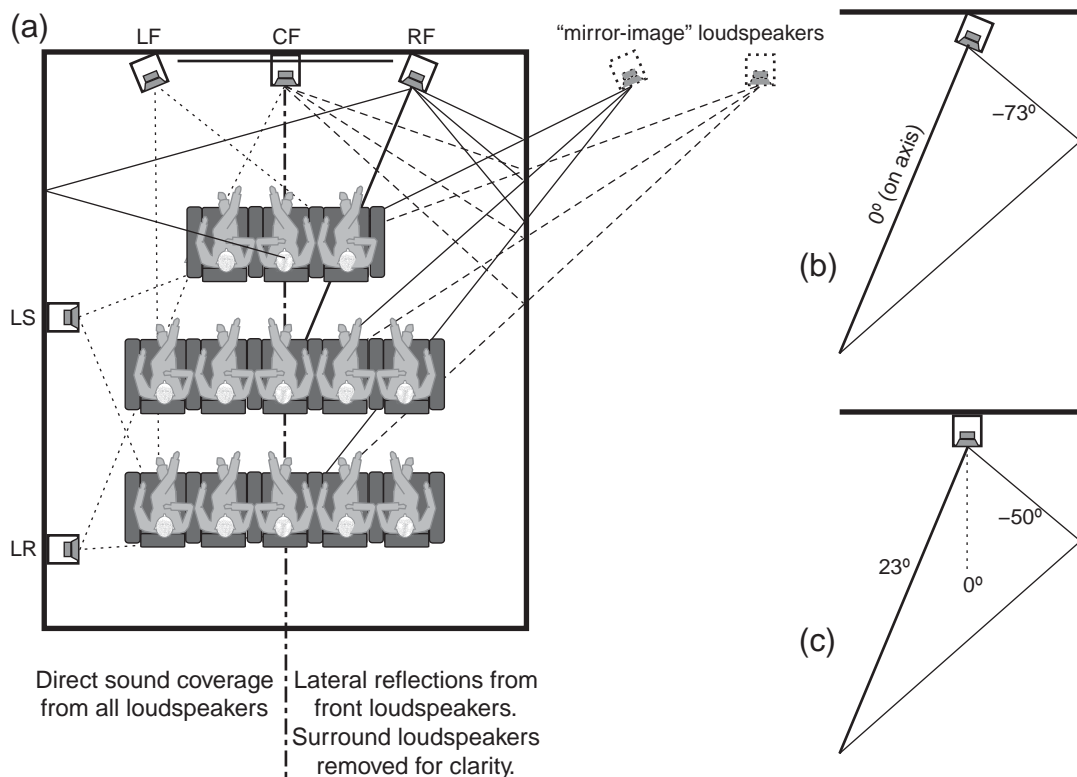 (a)
LF
CF
RF
“mirror-image” loudspeakers
LS
LR
Direct sound coverage
from all loudspeakers
Lateral reflections from
front loudspeakers.
Surround loudspeakers
removed for clarity.
(b)
0º (on axis)
–73º
(c)
23º
0º
–50º